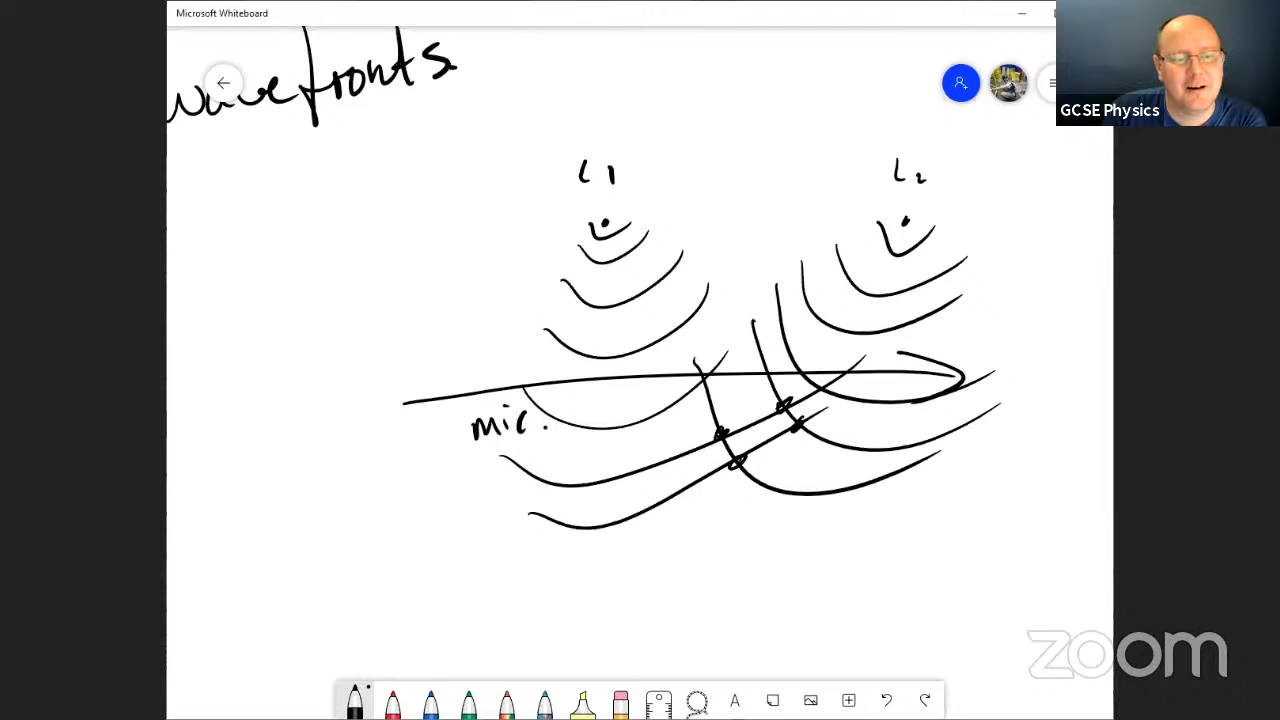 Microsoft Whiteboard
wavefronts
GCSE Physics
L1
L2
mic.
A
zoom